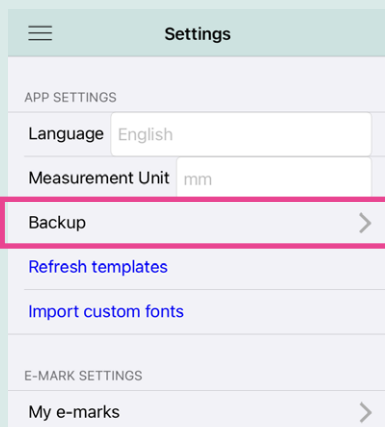 Settings
APP SETTINGS
Language English
Measurement Unit mm
Backup
Refresh templates
Import custom fonts
E-MARK SETTINGS
My e-marks